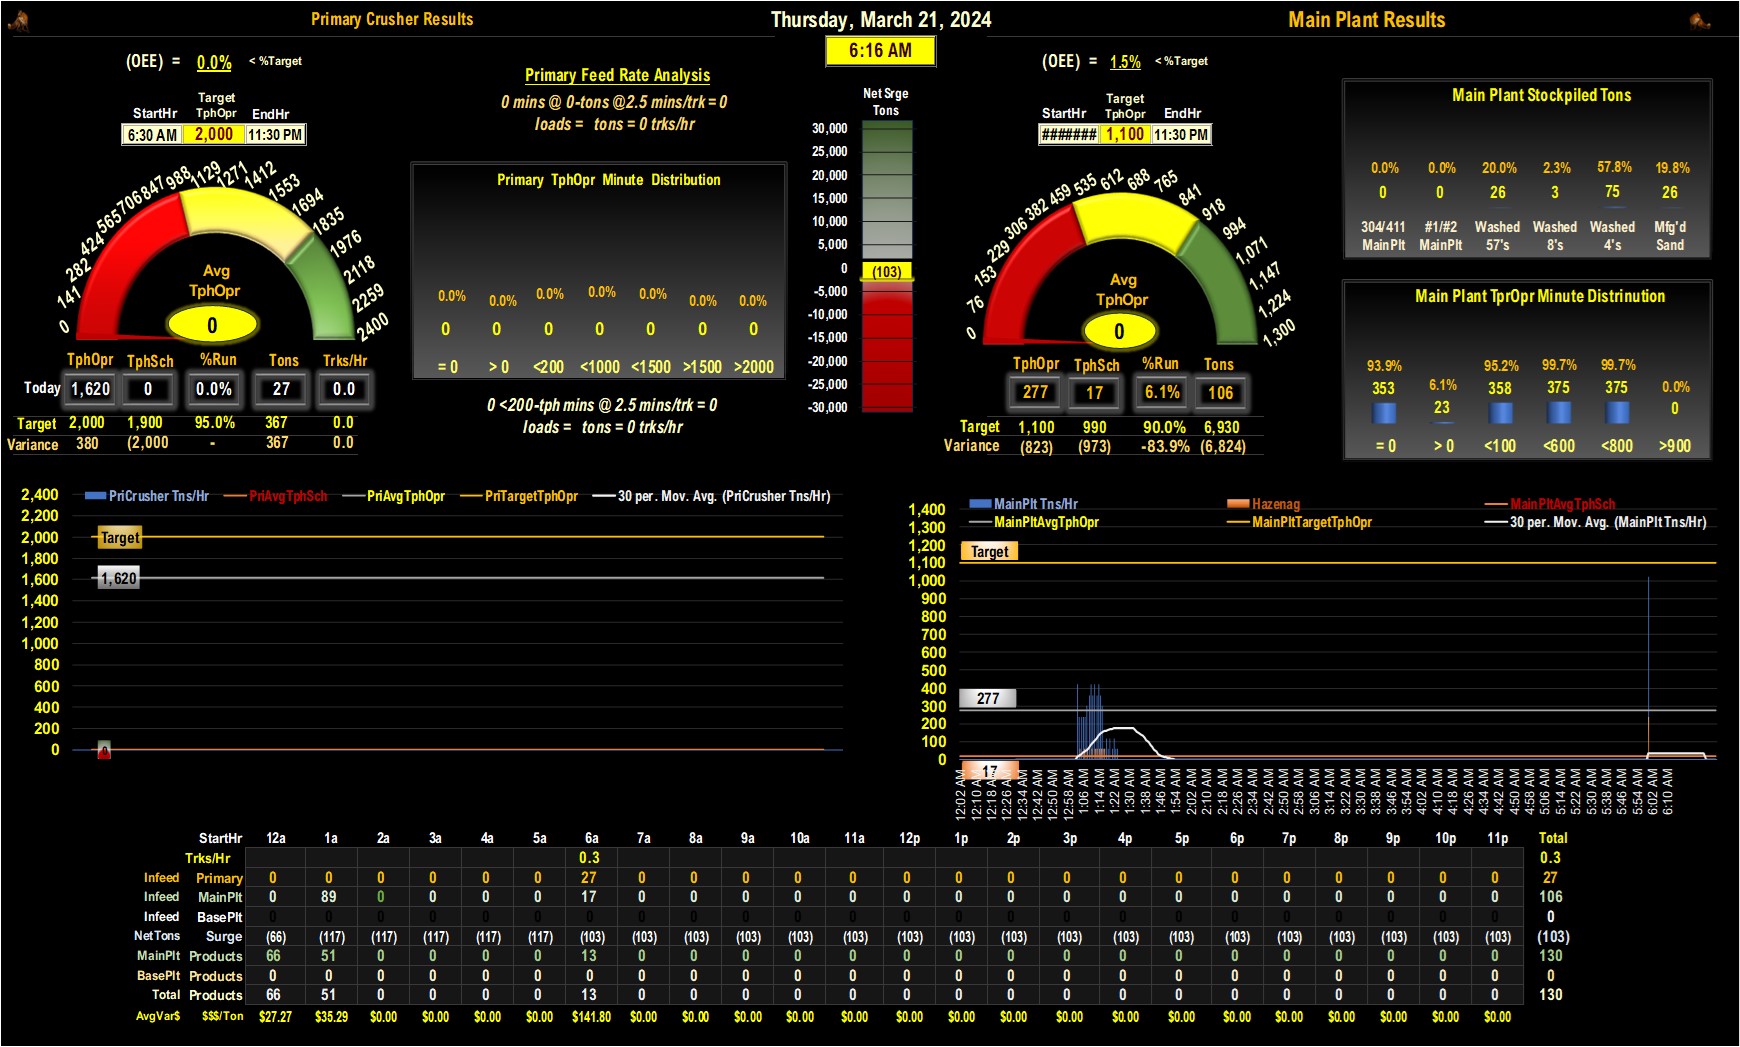 Primary Crusher Results
Thursday, March 21, 2024
Main Plant Results
6:16 AM
(OEE) = 0.0% < %Target
StartHr Target TphOpr EndHr
6:30 AM 2,000 11:30 PM
0 141 282 424 565 706 847 988 1129 1271 1412 1553 1694 1835 1976 2118 2259 2400
Avg
TphOpr
0
TphOpr TphSch %Run Tons Trks/Hr
Today 1,620 0 0.0% 27 0.0
Target 2,000 1,900 95.0% 367 0.0
Variance 380 (2,000 - 367 0.0
Primary Feed Rate Analysis
0 mins @ 0-tons @2.5 mins/trk = 0
loads = tons = 0 trks/hr
Primary TphOpr Minute Distribution
0.0% 0.0% 0.0% 0.0% 0.0% 0.0% 0.0%
0 0 0 0 0 0 0
= 0 > 0 <200 <1000 <1500 >1500 >2000
0 <200-tph mins @ 2.5 mins/trk = 0
loads = tons = 0 trks/hr
Net Srge
Tons
30,000
25,000
20,000
15,000
10,000
5,000
0
(103)
-5,000
-10,000
-15,000
-20,000
-25,000
-30,000
(OEE) = 1.5% < %Target
StartHr Target TphOpr EndHr
####### 1,100 11:30 PM
0 76 153 229 306 382 459 535 612 688 765 841 918 994 1,071 1,147 1,224 1,300
Avg
TphOpr
0
TphOpr TphSch %Run Tons
277 17 6.1% 106
Target 1,100 990 90.0% 6,930
Variance (823) (973) -83.9% (6,824)
Main Plant Stockpiled Tons
0.0% 0.0% 20.0% 2.3% 57.8% 19.8%
0 0 26 3 75 26
304/411 #1/#2 Washed Washed Washed Mfg'd
MainPlt MainPlt 57's 8's 4's Sand
Main Plant TprOpr Minute Distrinution
93.9% 6.1% 95.2% 99.7% 99.7% 0.0%
353 23 358 375 375 0
= 0 > 0 <100 <600 <800 >900
PriCrusher Tns/Hr PriAvgTphSch PriAvgTphOpr PriTargetTphOpr 30 per. Mov. Avg. (PriCrusher Tns/Hr)
2,400
2,200
2,000
1,800
1,600
1,400
1,200
1,000
800
600
400
200
0
Target
1,620
0
MainPlt Tns/Hr Hazenag MainPltAvgTphSch
MainPltAvgTphOpr MainPltTargetTphOpr 30 per. Mov. Avg. (MainPlt Tns/Hr)
1,400
1,300
1,200
1,100
1,000
900
800
700
600
500
400
300
200
100
0
Target
277
17
12:02 AM 12:10 AM 12:18 AM 12:26 AM 12:34 AM 12:42 AM 12:50 AM 12:58 AM 1:06 AM 1:14 AM 1:22 AM 1:30 AM 1:38 AM 1:46 AM 1:54 AM 2:02 AM 2:10 AM 2:18 AM 2:26 AM 2:34 AM 2:42 AM 2:50 AM 2:58 AM 3:06 AM 3:14 AM 3:22 AM 3:30 AM 3:38 AM 3:46 AM 3:54 AM 4:02 AM 4:10 AM 4:18 AM 4:26 AM 4:34 AM 4:42 AM 4:50 AM 4:58 AM 5:06 AM 5:14 AM 5:22 AM 5:30 AM 5:38 AM 5:46 AM 5:54 AM 6:02 AM 6:10 AM
StartHr 12a 1a 2a 3a 4a 5a 6a 7a 8a 9a 10a 11a 12p 1p 2p 3p 4p 5p 6p 7p 8p 9p 10p 11p Total
Trks/Hr 0.3 0.3
Infeed Primary 0 0 0 0 0 0 27 0 0 0 0 0 0 0 0 0 0 0 0 0 0 0 0 0 27
Infeed MainPlt 0 89 0 0 0 0 17 0 0 0 0 0 0 0 0 0 0 0 0 0 0 0 0 0 106
Infeed BasePlt 0 0 0 0 0 0 0 0 0 0 0 0 0 0 0 0 0 0 0 0 0 0 0 0 0
NetTons Surge (66) (117) (117) (117) (117) (117) (103) (103) (103) (103) (103) (103) (103) (103) (103) (103) (103) (103) (103) (103) (103) (103) (103) (103) (103)
MainPlt Products 66 51 0 0 0 0 13 0 0 0 0 0 0 0 0 0 0 0 0 0 0 0 0 0 130
BasePlt Products 0 0 0 0 0 0 0 0 0 0 0 0 0 0 0 0 0 0 0 0 0 0 0 0 0
Total Products 66 51 0 0 0 0 13 0 0 0 0 0 0 0 0 0 0 0 0 0 0 0 0 0 130
AvgVar$ $$$/Ton $27.27 $35.29 $0.00 $0.00 $0.00 $0.00 $141.80 $0.00 $0.00 $0.00 $0.00 $0.00 $0.00 $0.00 $0.00 $0.00 $0.00 $0.00 $0.00 $0.00 $0.00 $0.00 $0.00 $0.00